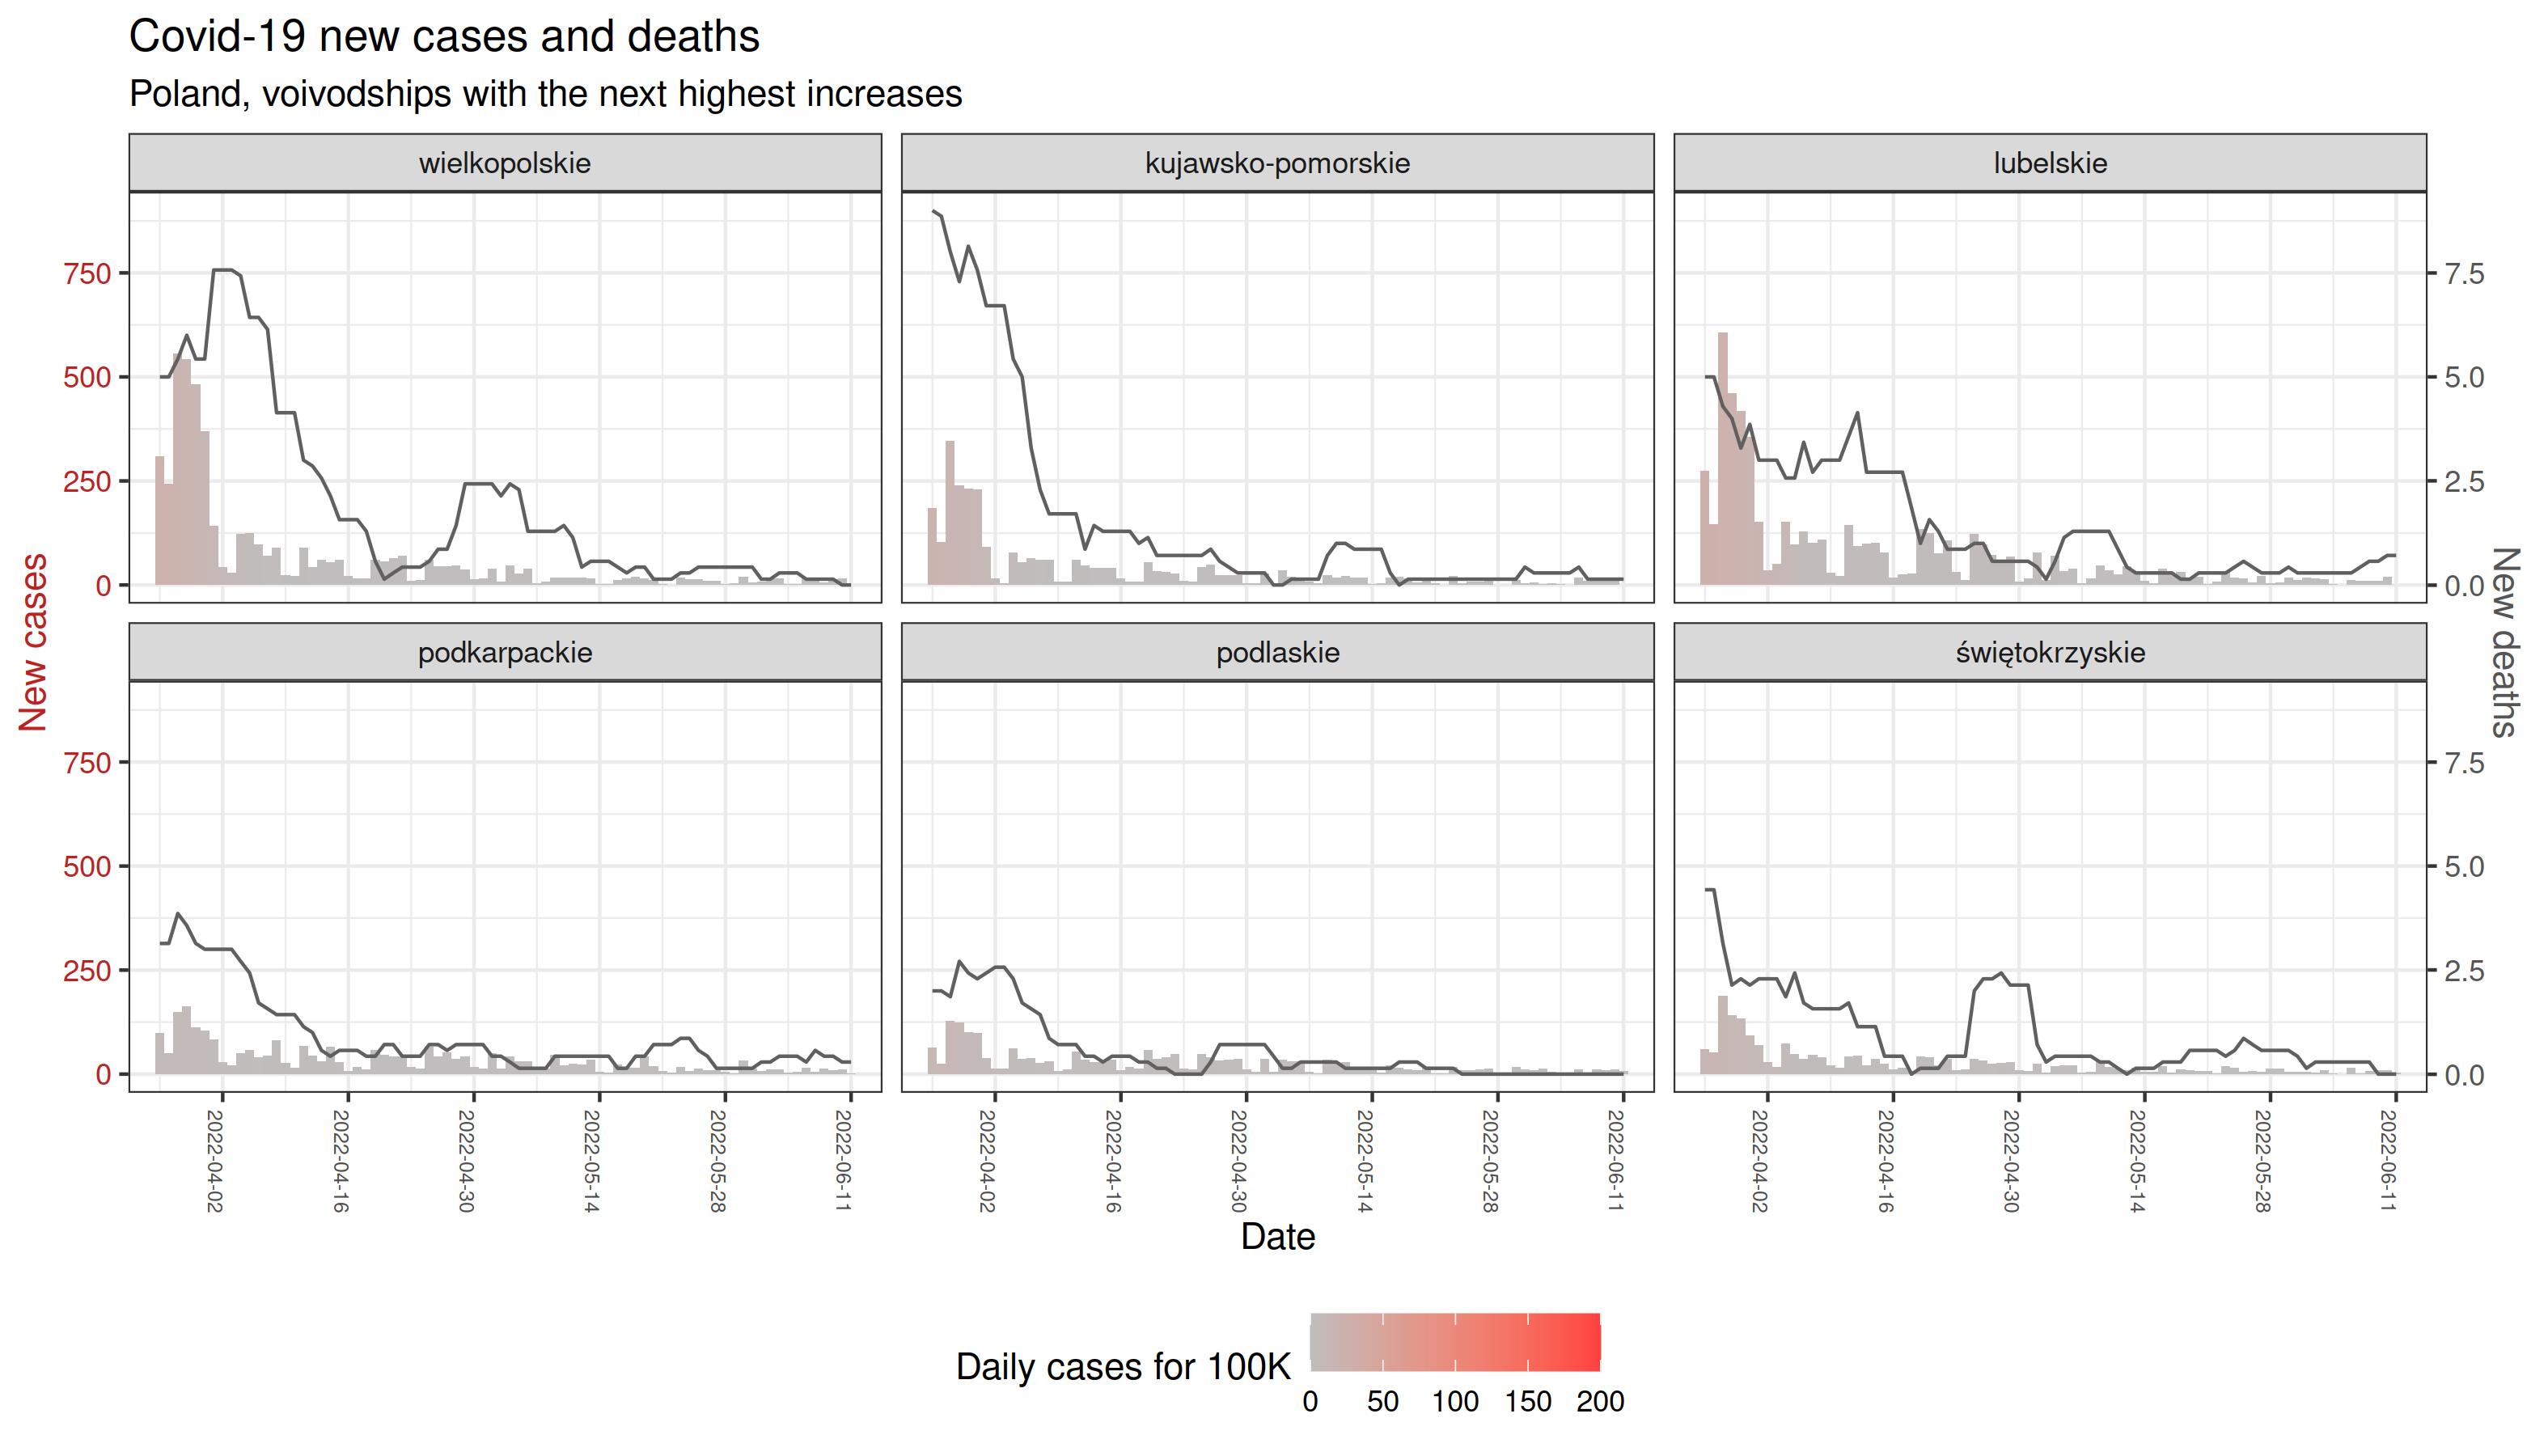 Covid-19 new cases and deaths
Poland, voivodships with the next highest increases
wielkopolskie
kujawsko-pomorskie
lubelskie
750
500
250
0
7.5
5.0
2.5
0.0
New cases
New deaths
podkarpackie
podlaskie
świętokrzyskie
750
500
250
0
7.5
5.0
2.5
0.0
2022-04-02
2022-04-16
2022-04-30
2022-05-14
2022-05-28
2022-06-11
2022-04-02
2022-04-16
2022-04-30
2022-05-14
2022-05-28
2022-06-11
2022-04-02
2022-04-16
2022-04-30
2022-05-14
2022-05-28
2022-06-11
Date
Daily cases for 100K
0 50 100 150 200